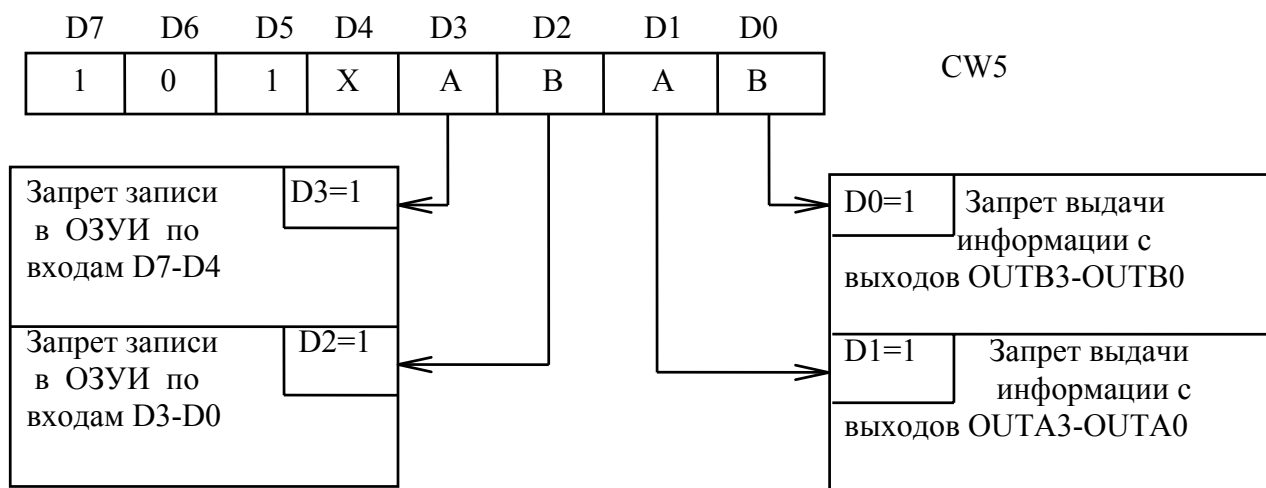 D7 D6 D5 D4 D3 D2 D1 D0
1 0 1 X A B A B
CW5
Запрет записи
в ОЗУИ по
входам D7-D4
D3=1
Запрет записи
в ОЗУИ по
входам D3-D0
D2=1
D0=1
Запрет выдачи
информации с
выходов OUTB3-OUTB0
D1=1
Запрет выдачи
информации с
выходов OUTA3-OUTA0